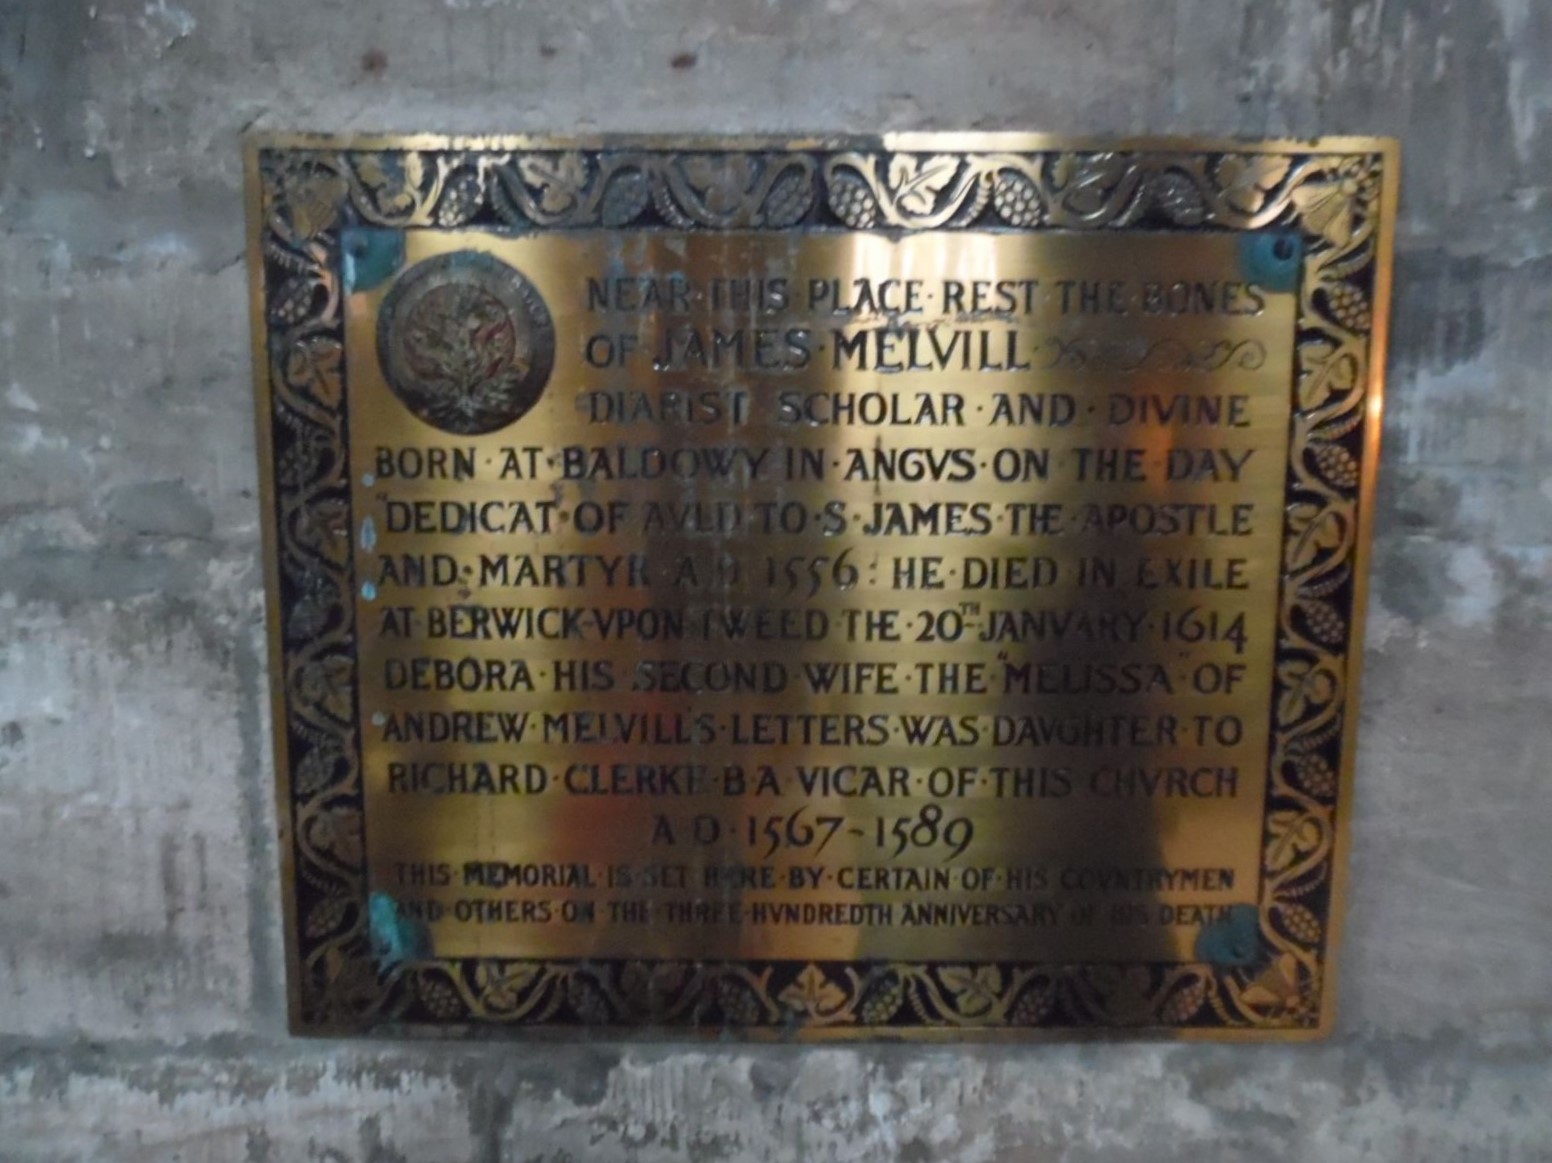 NEAR·THIS PLACE·REST THE BONES
OF JAMES·MELVILL
DIARIST SCHOLAR·AND·DIVINE
BORN·AT·BALDOWY IN·ANGVS·ON THE DAY
"DEDICAT·OF AVLD TO·S·JAMES·THE APOSTLE
AND·MARTYR A D 1556: HE·DIED IN EXILE
AT BERWICK-VPON TWEED THE·20TH JANVARY·1614
DEBORA·HIS SECOND WIFE·THE "MELISSA" OF
ANDREW·MELVILL'S·LETTERS·WAS·DAVGHTER·TO
RICHARD·CLERKE·B·A VICAR·OF·THIS CHVRCH
A D·1567-1589
THIS·MEMORIAL·IS·SET HERE·BY·CERTAIN·OF·HIS COVNTRYMEN
AND·OTHERS·ON THE THREE·HVNDREDTH ANNIVERSARY OF HIS DEATH